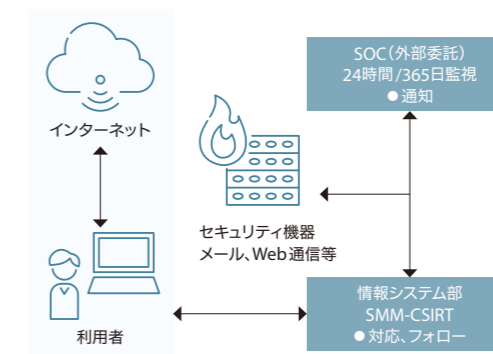 SOC（外部委託）
24時間/365日監視
●通知
インターネット
セキュリティ機器
メール、Web通信等
利用者
情報システム部
SMM-CSIRT
●対応、フォロー